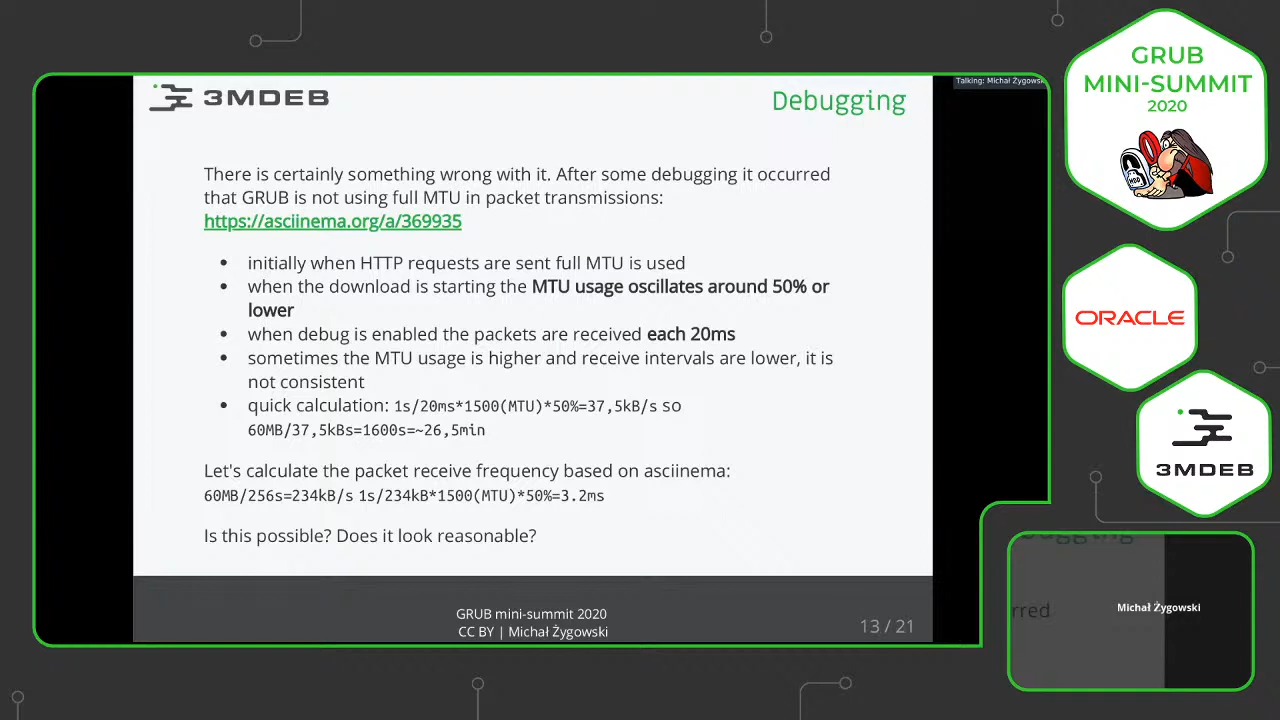 GRUB
MINI-SUMMIT
2020
Talking: Michał Żygowsk
3MDEB
Debugging
There is certainly something wrong with it. After some debugging it occurred
that GRUB is not using full MTU in packet transmissions:
https://asciinema.org/a/369935
• initially when HTTP requests are sent full MTU is used
• when the download is starting the MTU usage oscillates around 50% or
lower
• when debug is enabled the packets are received each 20ms
• sometimes the MTU usage is higher and receive intervals are lower, it is
not consistent
• quick calculation: 1s/20ms*1500(MTU)*50%=37,5kB/s so
60MB/37,5kBs=1600s=~26,5min
Let's calculate the packet receive frequency based on asciinema:
60MB/256s=234kB/s 1s/234kB*1500(MTU)*50%=3.2ms
Is this possible? Does it look reasonable?
GRUB mini-summit 2020
CC BY | Michał Żygowski
13 / 21
ORACLE
3MDEB
rred
Michał Żygowski